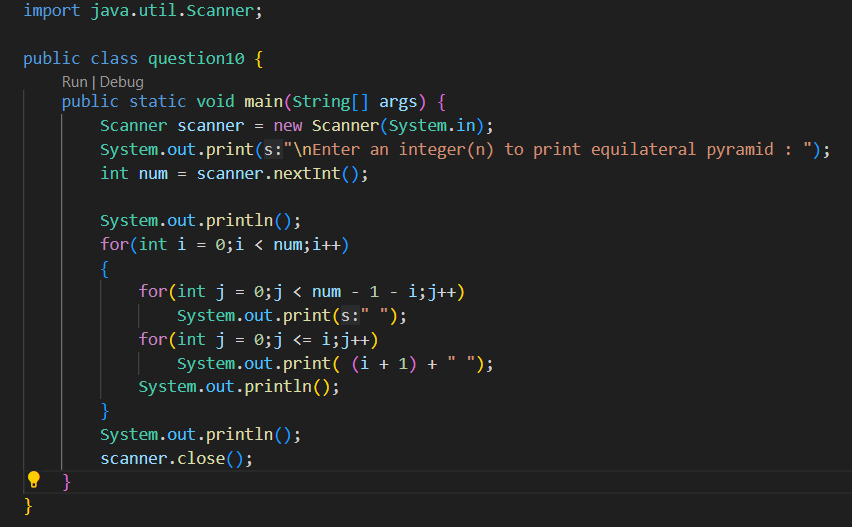 import java.util.Scanner;

public class question10 {
    Run | Debug
    public static void main(String[] args) {
        Scanner scanner = new Scanner(System.in);
        System.out.print(s:"\nEnter an integer(n) to print equilateral pyramid : ");
        int num = scanner.nextInt();

        System.out.println();
        for(int i = 0;i < num;i++)
        {
            for(int j = 0;j < num - 1 - i;j++)
                System.out.print(s:" ");
            for(int j = 0;j <= i;j++)
                System.out.print( (i + 1) + " ");
            System.out.println();
        }
        System.out.println();
        scanner.close();
    }
}